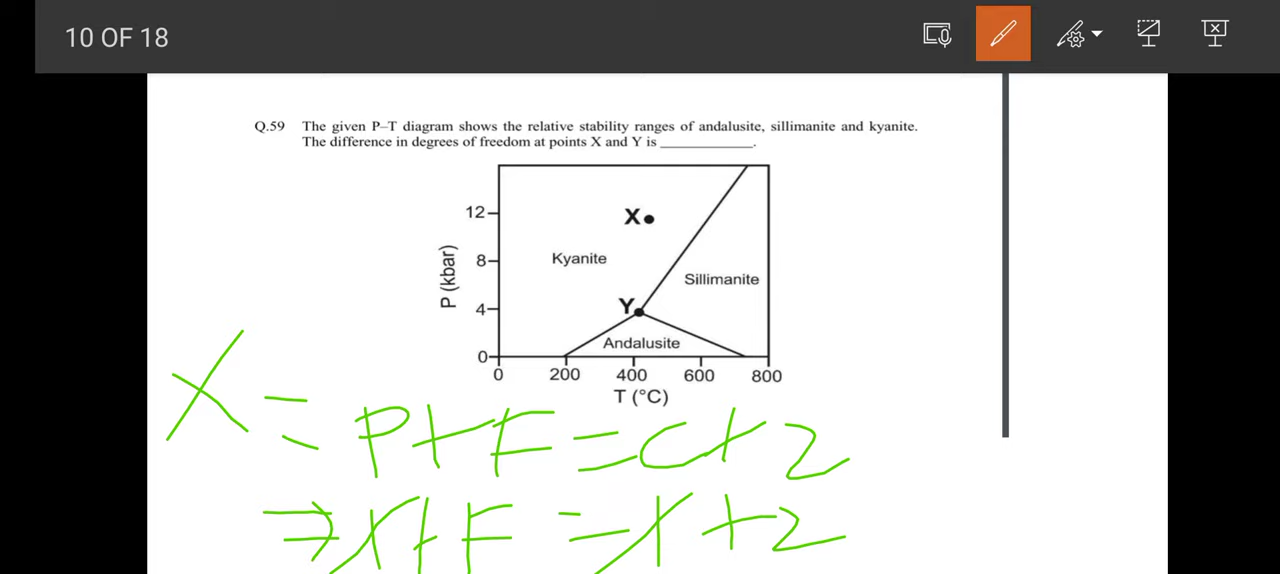 10 OF 18
Q.59 The given P–T diagram shows the relative stability ranges of andalusite, sillimanite and kyanite.
The difference in degrees of freedom at points X and Y is ____________.
12
X
8
Kyanite
P (kbar)
Sillimanite
4
Y
Andalusite
0
0 200 400 600 800
T (°C)
X = P+F=C+2
⇒ 1+F = 1+2